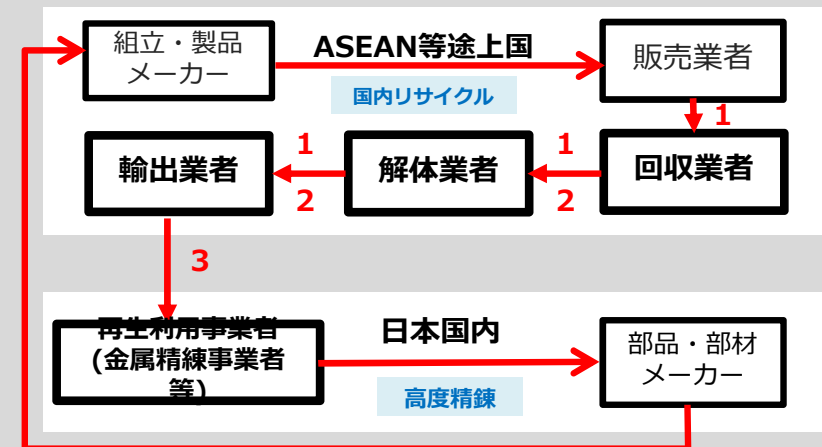 組立・製品
メーカー
ASEAN等途上国
国内リサイクル
販売業者
1
輸出業者
1
2
解体業者
1
2
回収業者
3
再生利用事業者
(金属精練事業者
等)
日本国内
高度精錬
部品・部材
メーカー